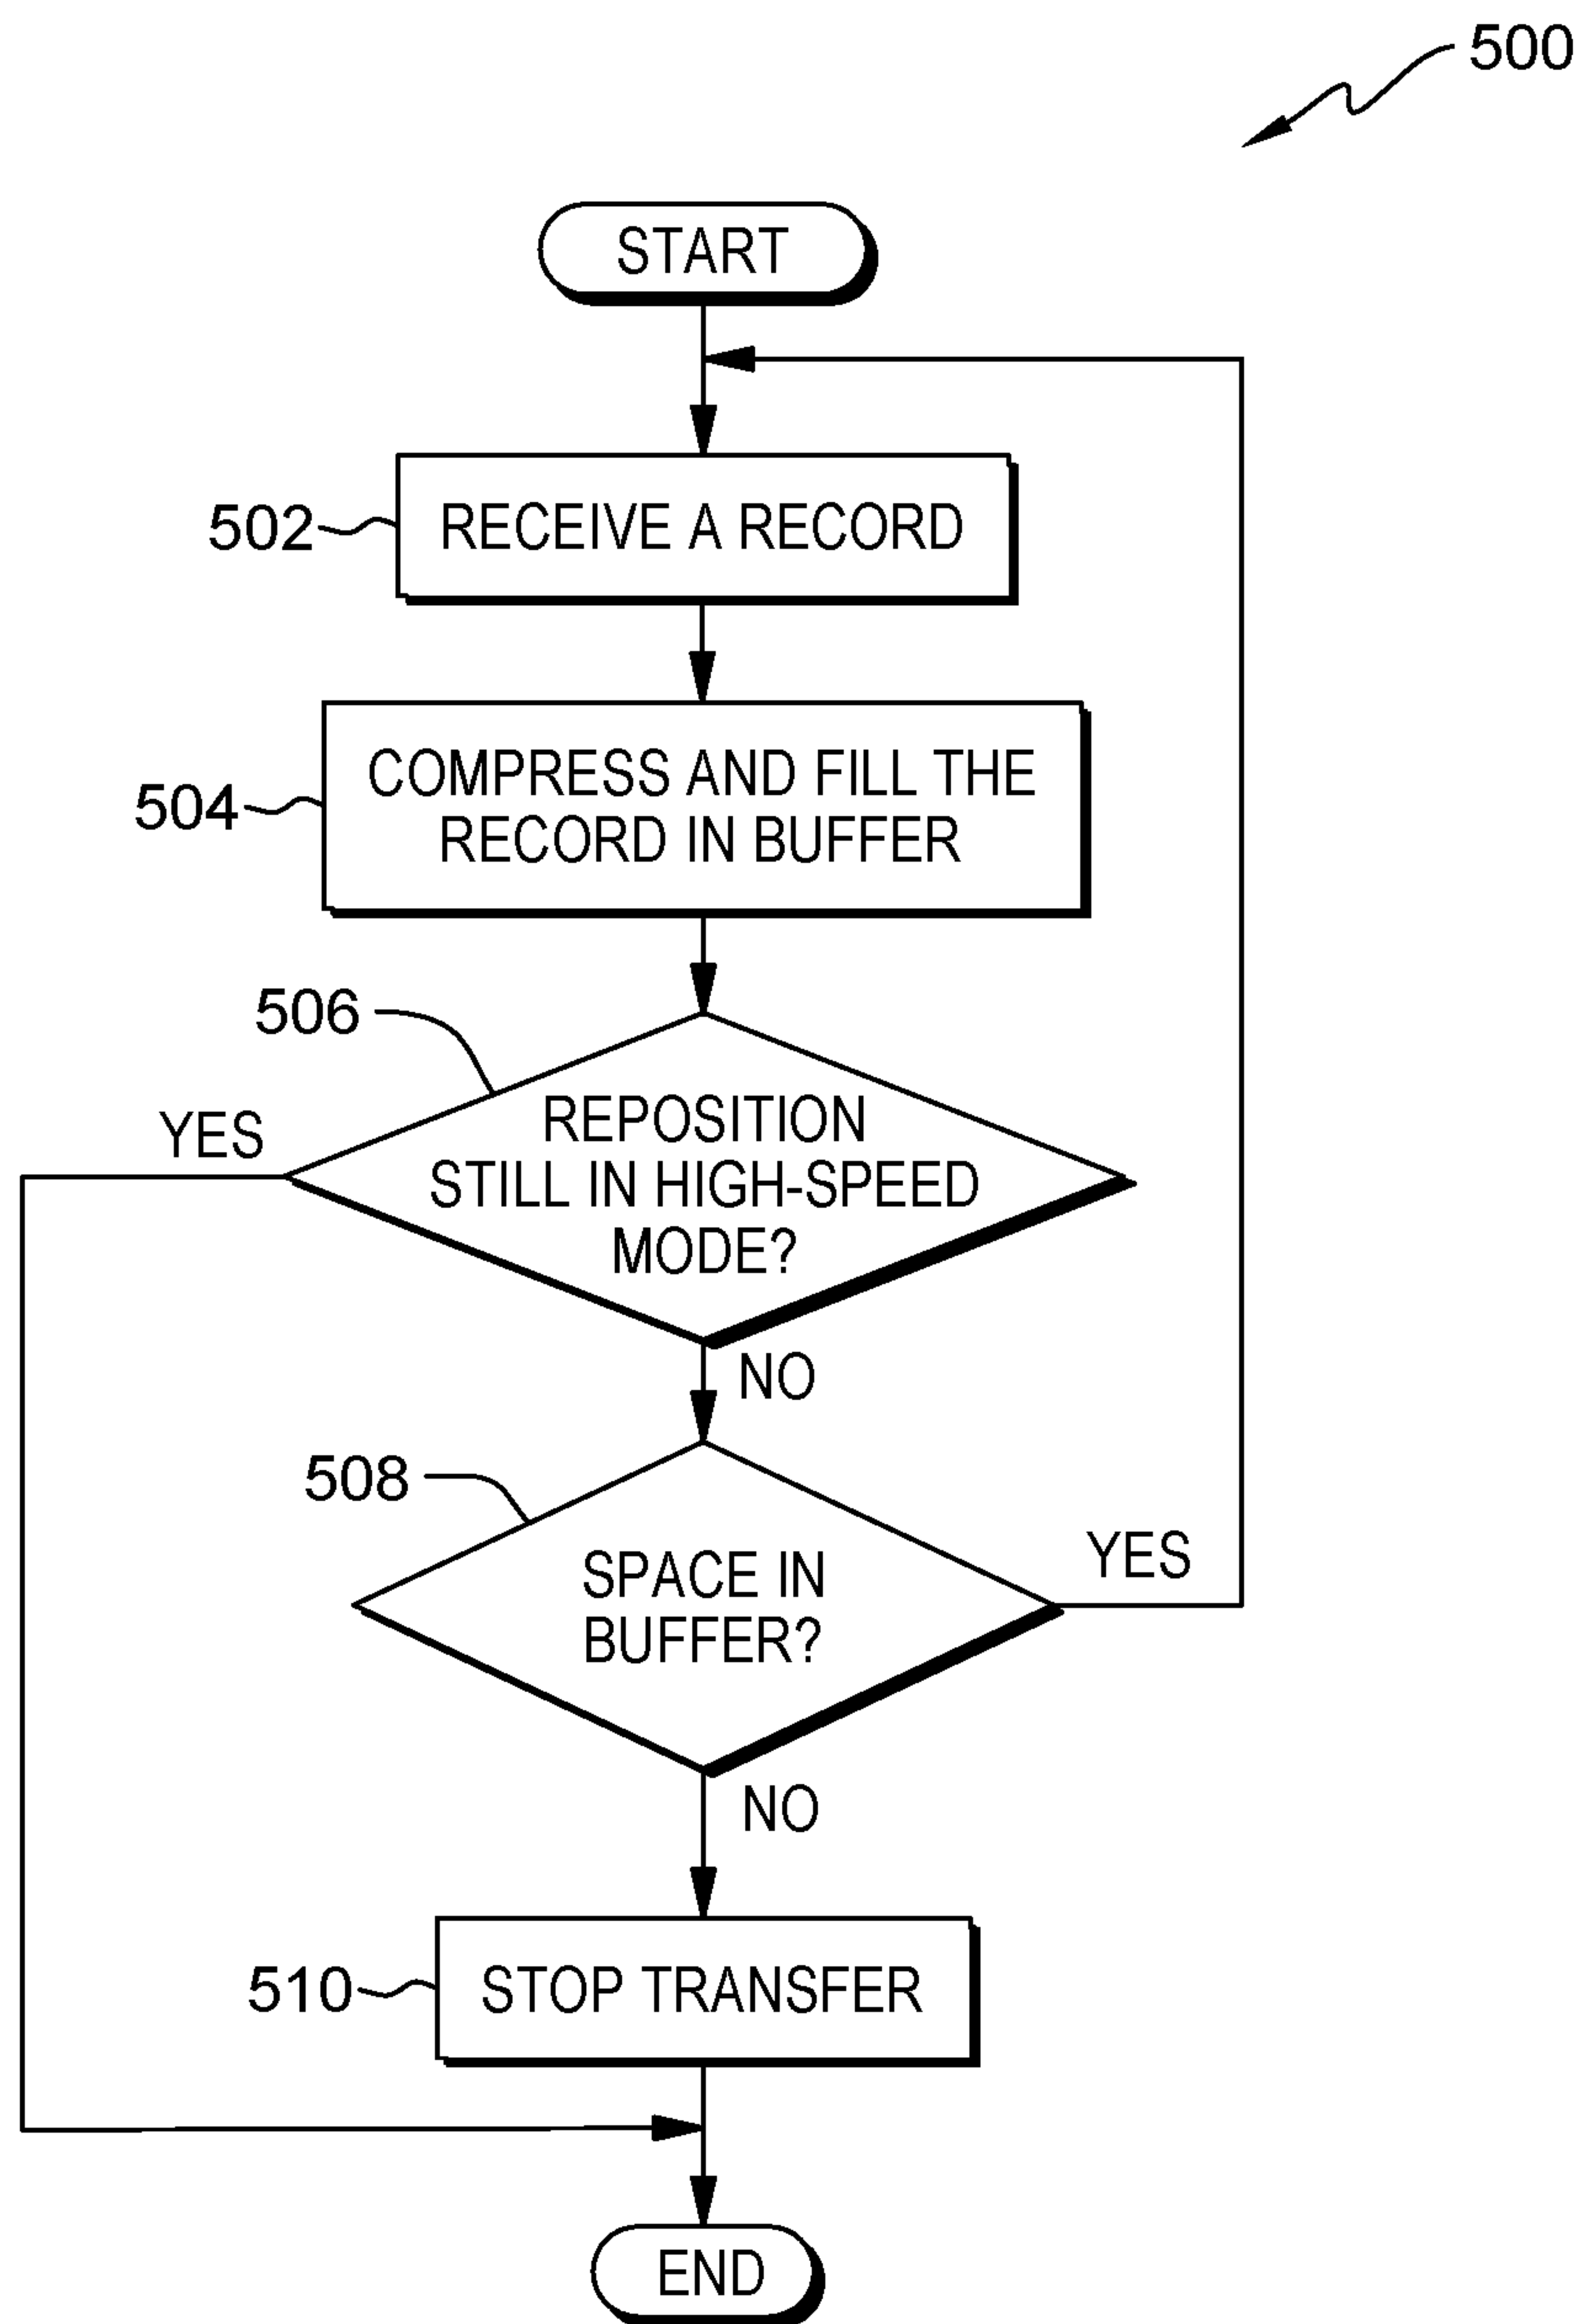 500
START
502
RECEIVE A RECORD
504
COMPRESS AND FILL THE
RECORD IN BUFFER
506
YES
REPOSITION
STILL IN HIGH-SPEED
MODE?
NO
508
YES
SPACE IN
BUFFER?
NO
510
STOP TRANSFER
END